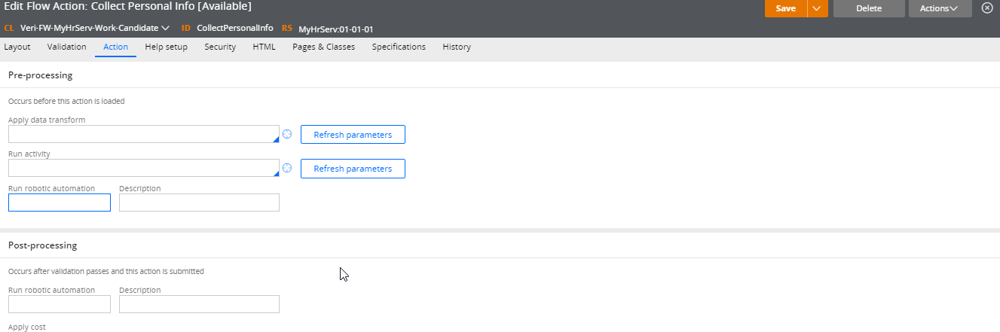 Edit Flow Action: Collect Personal Info [Available]
Save
Delete
Actions
CL Veri-FW-MyHrServ-Work-Candidate ID CollectPersonalInfo RS MyHrServ:01-01-01
Layout Validation Action Help setup Security HTML Pages & Classes Specifications History
Pre-processing
Occurs before this action is loaded
Apply data transform
Refresh parameters
Run activity
Refresh parameters
Run robotic automation Description
Post-processing
Occurs after validation passes and this action is submitted
Run robotic automation Description
Apply cost